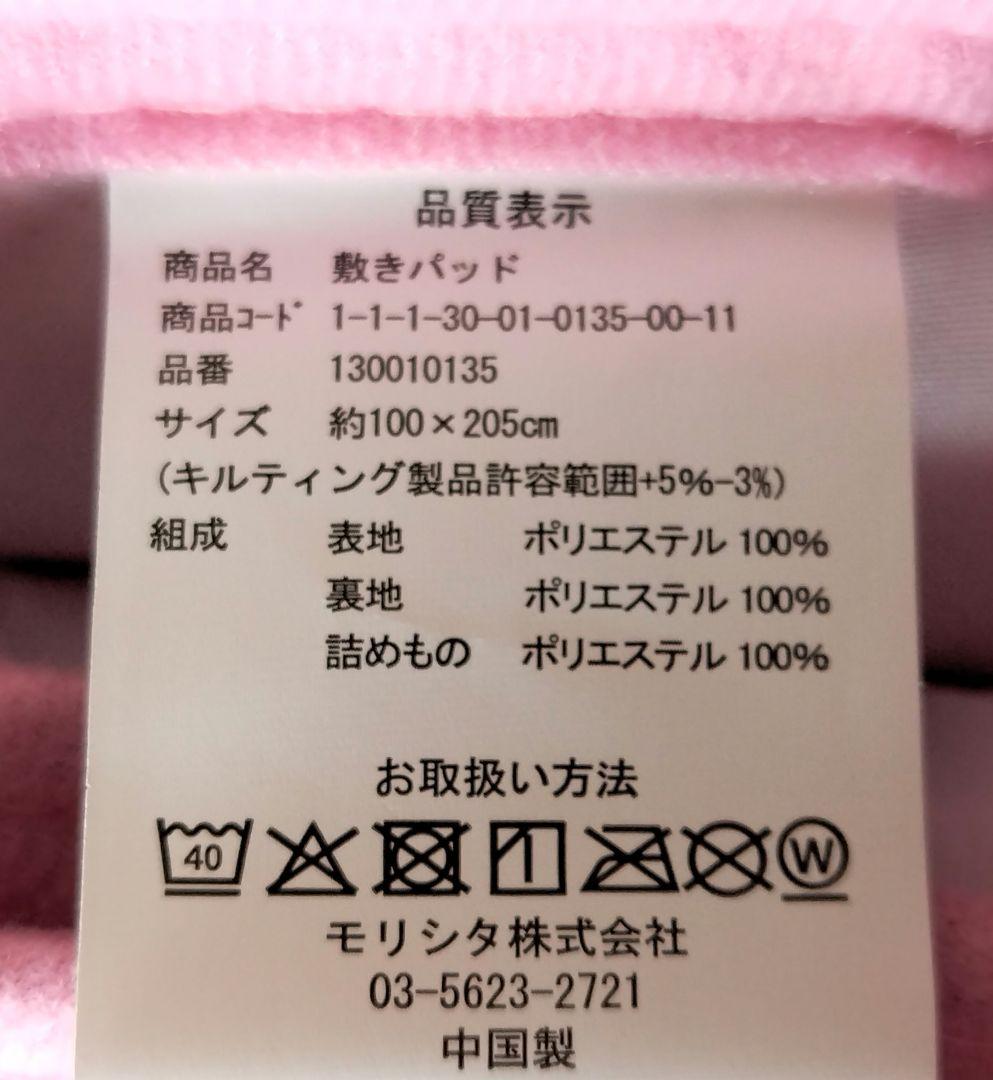 品質表示
商品名 敷きパッド
商品ｺｰﾄﾞ 1-1-1-30-01-0135-00-11
品番 130010135
サイズ 約100×205cm
(キルティング製品許容範囲+5%-3%)
組成 表地 ポリエステル 100%
裏地 ポリエステル 100%
詰めもの ポリエステル 100%
お取扱い方法
40 W
モリシタ株式会社
03-5623-2721
中国製